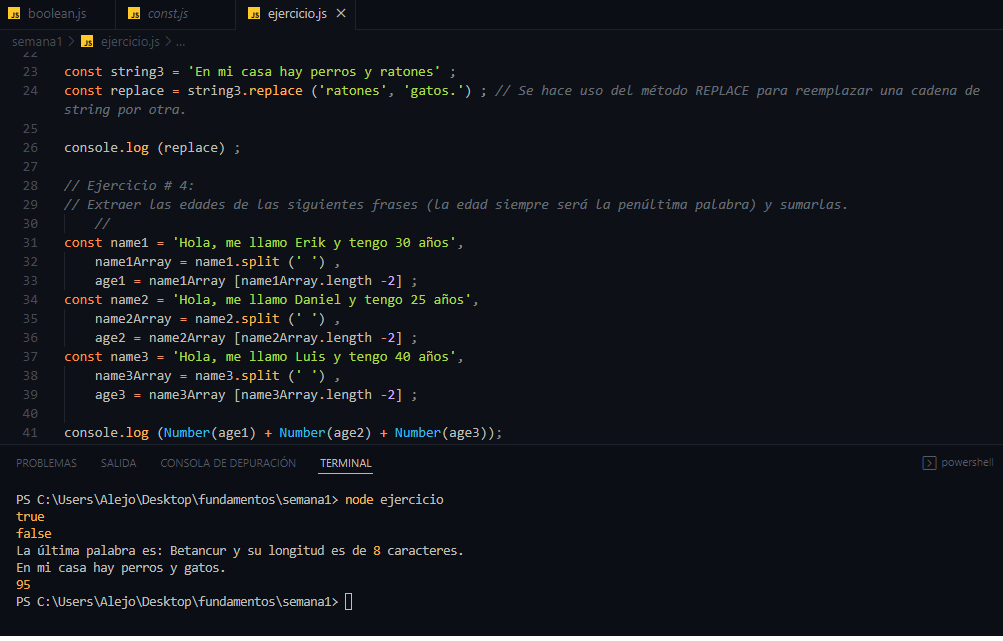 JS boolean.js JS const.js JS ejercicio.js ×
semana1 > JS ejercicio.js > ...
22
23 const string3 = 'En mi casa hay perros y ratones' ;
24 const replace = string3.replace ('ratones', 'gatos.') ; // Se hace uso del método REPLACE para reemplazar una cadena de
string por otra.
25
26 console.log (replace) ;
27
28 // Ejercicio # 4:
29 // Extraer las edades de las siguientes frases (la edad siempre será la penúltima palabra) y sumarlas.
30 //
31 const name1 = 'Hola, me llamo Erik y tengo 30 años',
32 name1Array = name1.split (' ') ,
33 age1 = name1Array [name1Array.length -2] ;
34 const name2 = 'Hola, me llamo Daniel y tengo 25 años',
35 name2Array = name2.split (' ') ,
36 age2 = name2Array [name2Array.length -2] ;
37 const name3 = 'Hola, me llamo Luis y tengo 40 años',
38 name3Array = name3.split (' ') ,
39 age3 = name3Array [name3Array.length -2] ;
40
41 console.log (Number(age1) + Number(age2) + Number(age3));
PROBLEMAS SALIDA CONSOLA DE DEPURACIÓN TERMINAL powershell
PS C:\Users\Alejo\Desktop\fundamentos\semana1> node ejercicio
true
false
La última palabra es: Betancur y su longitud es de 8 caracteres.
En mi casa hay perros y gatos.
95
PS C:\Users\Alejo\Desktop\fundamentos\semana1>